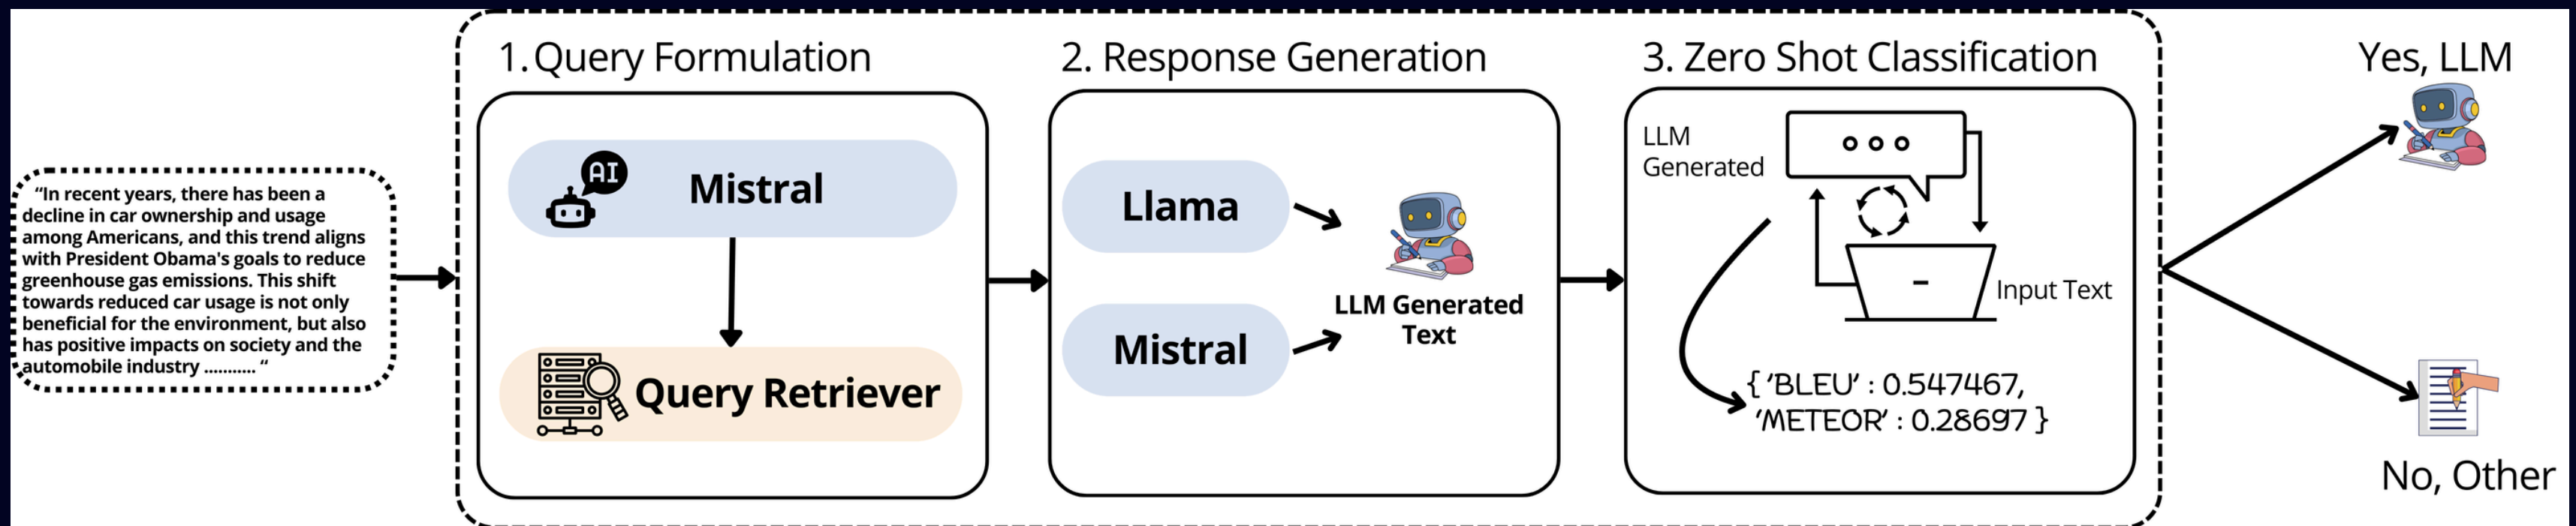 “In recent years, there has been a
decline in car ownership and usage
among Americans, and this trend aligns
with President Obama's goals to reduce
greenhouse gas emissions. This shift
towards reduced car usage is not only
beneficial for the environment, but also
has positive impacts on society and the
automobile industry ........... “
1. Query Formulation
AI
Mistral
Query Retriever
2. Response Generation
Llama
Mistral
LLM Generated
Text
3. Zero Shot Classification
LLM
Generated
Input Text
{ ‘BLEU’ : 0.547467,
‘METEOR’ : 0.28697 }
Yes, LLM
No, Other